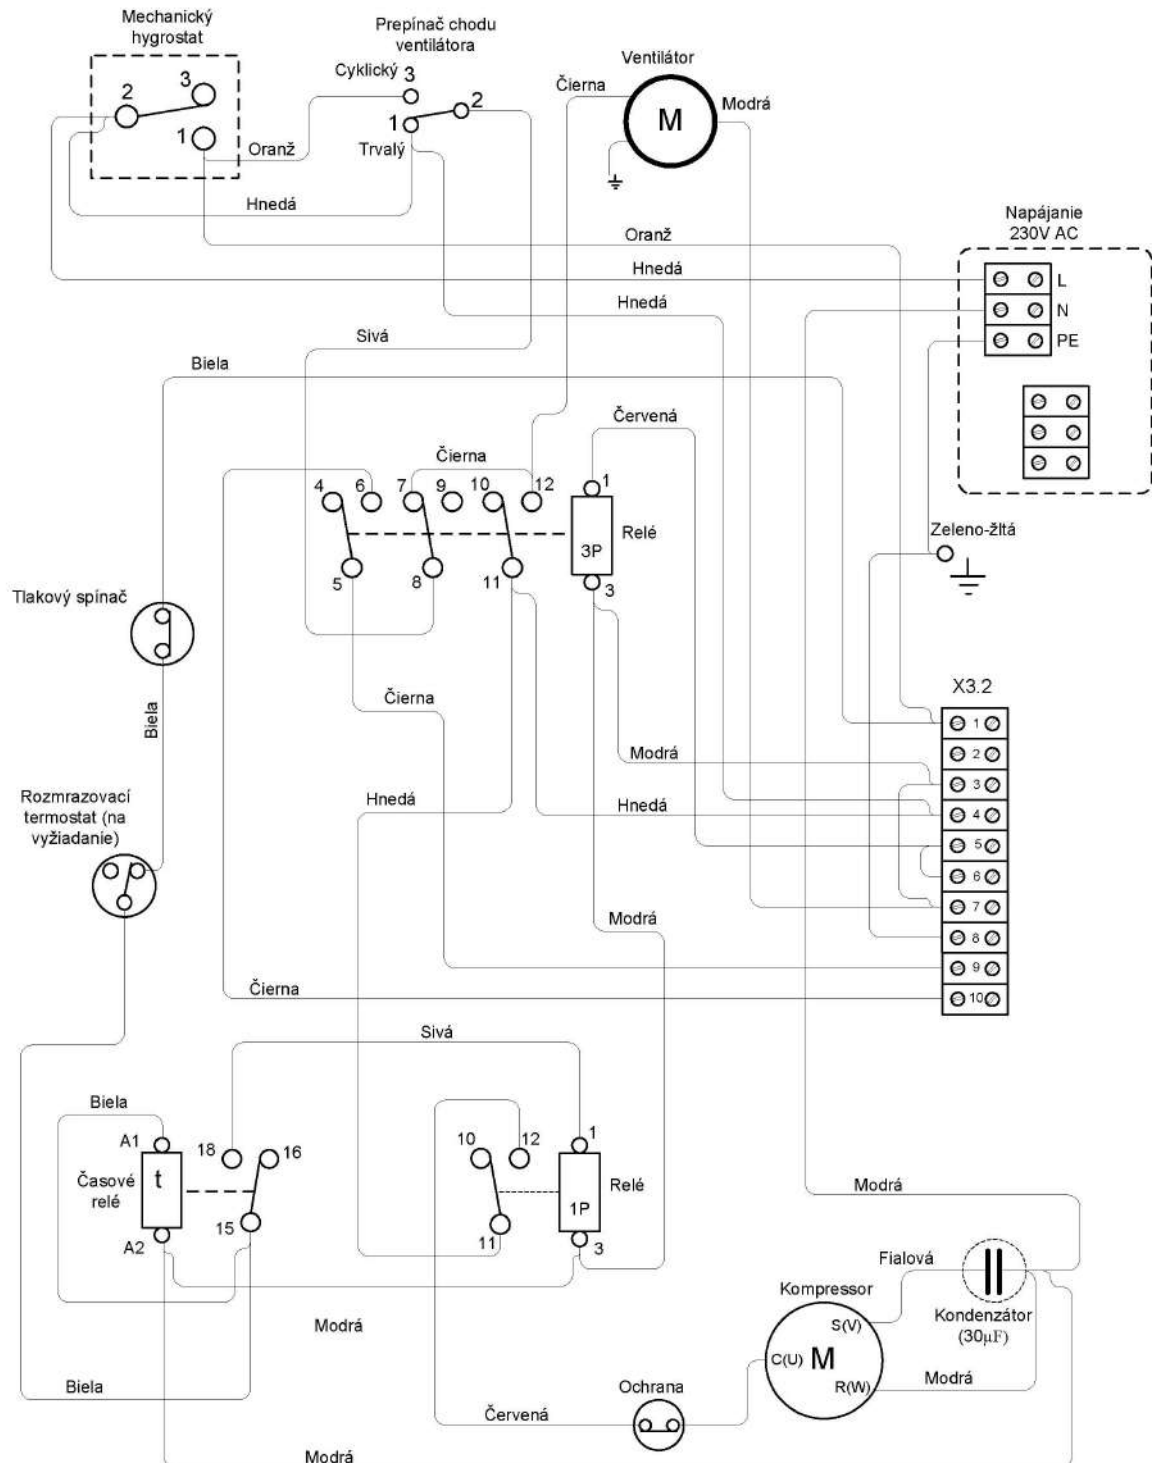 Mechanický
hygrostat
Prepínač chodu
ventilátora
Ventilátor
Cyklický 3
3
2
2
1
1
Trvalý
Oranž
Hnedá
Čierna
M
Modrá
Oranž
Hnedá
Hnedá
Napájanie
230V AC
L
N
PE
Sivá
Biela
Červená
Čierna
4
6
7
9
10
12
1
Relé
3P
5
8
11
3
Zeleno-žltá
Tlakový spínač
Biela
Čierna
X3.2
1
2
3
4
5
6
7
8
9
10
Modrá
Hnedá
Hnedá
Rozmrazovací
termostat (na
vyžiadanie)
Modrá
Čierna
Sivá
Biela
A1
t
Časové
relé
A2
18
16
15
10
12
1
Relé
1P
11
3
Modrá
Modrá
Fialová
Kompressor
Kondenzátor
(30µF)
S(V)
C(U) M
R(W)
Modrá
Biela
Ochrana
Červená
Modrá